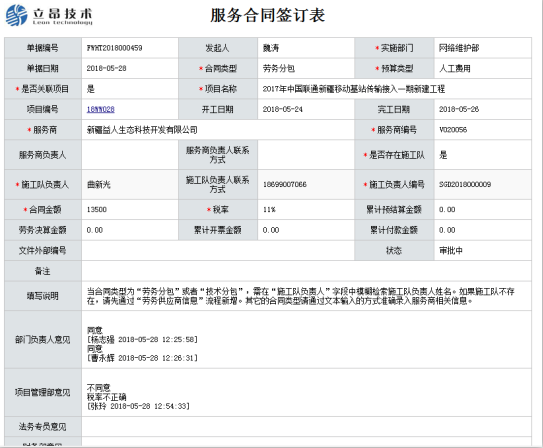 立昂技术
Leon technology
服务合同签订表
单据编号 FWHT2018000459 发起人 魏涛 *实施部门 网络维护部
单据日期 2018-05-28 *合同类型 劳务分包 *预算类型 人工费用
*是否关联项目 是 *项目名称 2017年中国联通新疆移动基站传输接入一期新建工程
项目编号 18WW028 开工日期 2018-05-24 完工日期 2018-05-26
*服务商 新疆益人生态科技开发有限公司 *服务商编号 V020056
服务商负责人 服务商负责人联系方式 *是否存在施工队 是
*施工队负责人 曲新光 施工队负责人联系方式 18699007066 *施工负责人编号 SGD2018000009
*合同金额 13500 *税率 11% 累计预结算金额 0.00
劳务决算金额 0.00 累计开票金额 0.00 累计付款金额 0.00
文件外部编号 状态 审批中
备注
填写说明 当合同类型为“劳务分包”或者“技术分包”，需在“施工队负责人”字段中模糊检索施工队负责人姓名。如果施工队不存
在，请先通过“劳务供应商信息”流程新增。其它的合同类型请通过文本输入的方式准确录入服务商相关信息。
部门负责人意见
同意
[杨志强 2018-05-28 12:25:58]
同意
[曹永辉 2018-05-28 12:26:31]
项目管理部意见
不同意
税率不正确
[张玲 2018-05-28 12:54:33]
法务专员意见